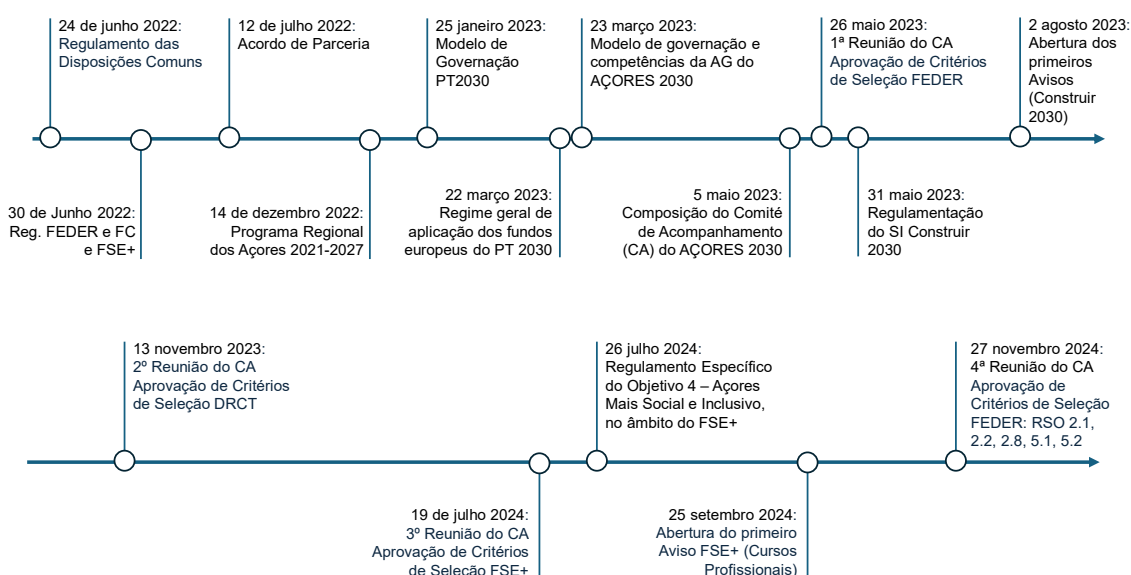 24 de junho 2022:
Regulamento das
Disposições Comuns
12 de julho 2022:
Acordo de Parceria
25 janeiro 2023:
Modelo de
Governação
PT2030
23 março 2023:
Modelo de governação e
competências da AG do
AÇORES 2030
26 maio 2023:
1ª Reunião do CA
Aprovação de Critérios
de Seleção FEDER
2 agosto 2023:
Abertura dos
primeiros
Avisos
(Construir
2030)
30 de Junho 2022:
Reg. FEDER e FC
e FSE+
14 de dezembro 2022:
Programa Regional
dos Açores 2021-2027
22 março 2023:
Regime geral de
aplicação dos fundos
europeus do PT 2030
5 maio 2023:
Composição do Comité
de Acompanhamento
(CA) do AÇORES 2030
31 maio 2023:
Regulamentação
do SI Construir
2030
13 novembro 2023:
2º Reunião do CA
Aprovação de Critérios
de Seleção DRCT
26 julho 2024:
Regulamento Específico
do Objetivo 4 – Açores
Mais Social e Inclusivo,
no âmbito do FSE+
27 novembro 2024:
4ª Reunião do CA
Aprovação de
Critérios de Seleção
FEDER: RSO 2.1,
2.2, 2.8, 5.1, 5.2
19 de julho 2024:
3º Reunião do CA
Aprovação de Critérios
de Seleção FSE+
25 setembro 2024:
Abertura do primeiro
Aviso FSE+ (Cursos
Profissionais)